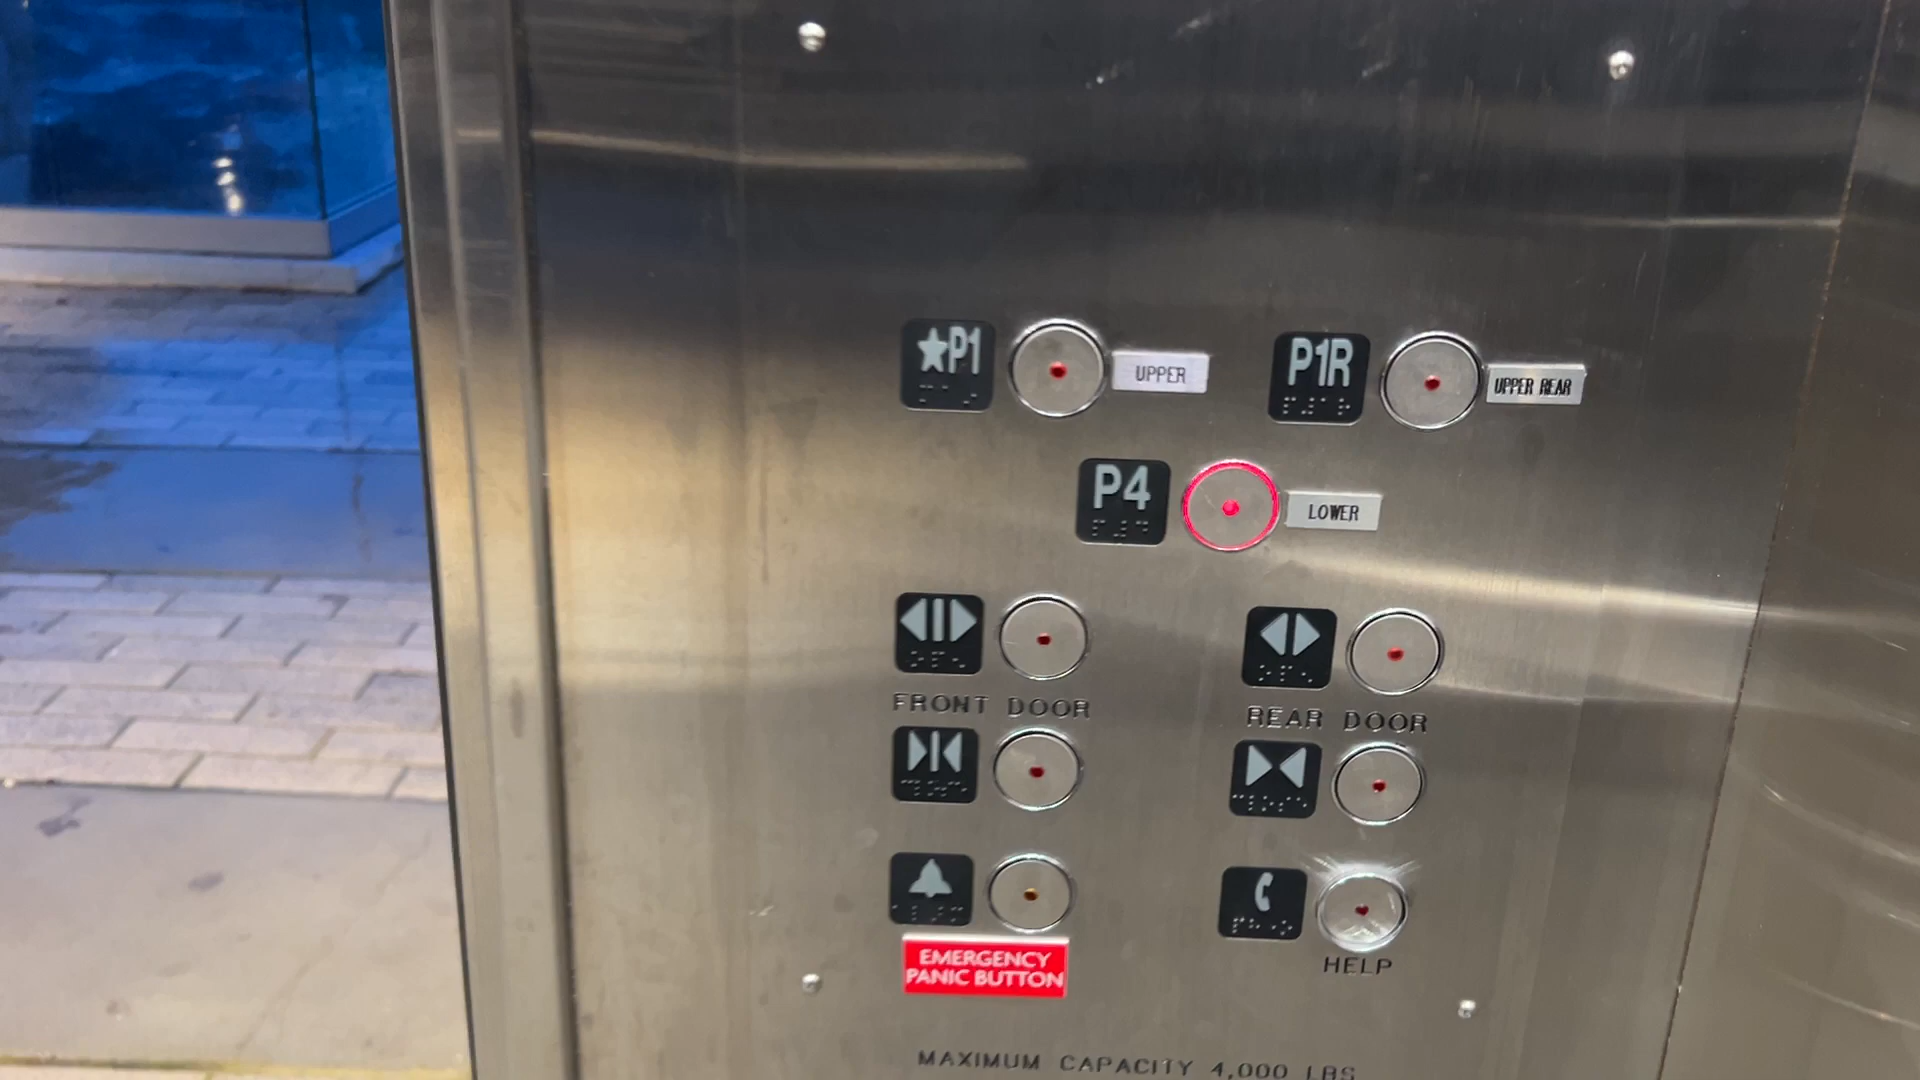 ★P1 UPPER
P1R UPPER REAR
P4 LOWER
FRONT DOOR
REAR DOOR
EMERGENCY
PANIC BUTTON
HELP
MAXIMUM CAPACITY 4,000 LBS